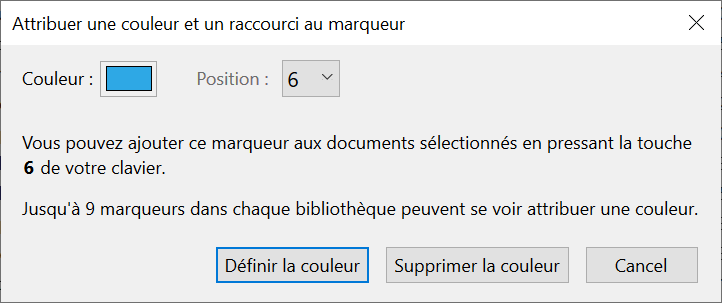 Attribuer une couleur et un raccourci au marqueur
Couleur : Position : 6
Vous pouvez ajouter ce marqueur aux documents sélectionnés en pressant la touche
6 de votre clavier.
Jusqu'à 9 marqueurs dans chaque bibliothèque peuvent se voir attribuer une couleur.
Définir la couleur Supprimer la couleur Cancel